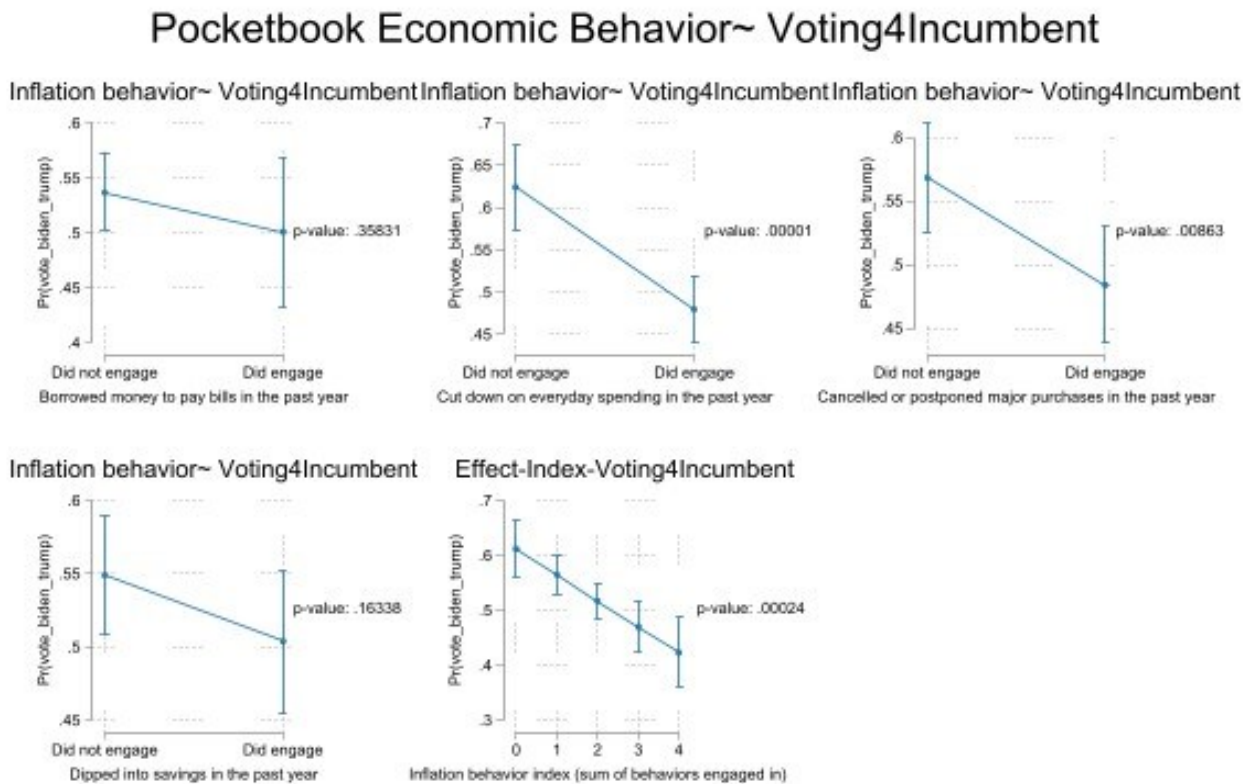 Pocketbook Economic Behavior~ Voting4Incumbent
Inflation behavior~ Voting4Incumbent
Pr(vote_biden_trump)
.6
.55
.5
.45
.4
p-value: .35831
Did not engage
Did engage
Borrowed money to pay bills in the past year
Inflation behavior~ Voting4Incumbent
Pr(vote_biden_trump)
.7
.65
.6
.55
.5
.45
p-value: .00001
Did not engage
Did engage
Cut down on everyday spending in the past year
Inflation behavior~ Voting4Incumbent
Pr(vote_biden_trump)
.6
.55
.5
.45
p-value: .00863
Did not engage
Did engage
Cancelled or postponed major purchases in the past year
Inflation behavior~ Voting4Incumbent
Pr(vote_biden_trump)
.6
.55
.5
.45
p-value: .16338
Did not engage
Did engage
Dipped into savings in the past year
Effect-Index-Voting4Incumbent
Pr(vote_biden_trump)
.7
.6
.5
.4
.3
p-value: .00024
0 1 2 3 4
Inflation behavior index (sum of behaviors engaged in)